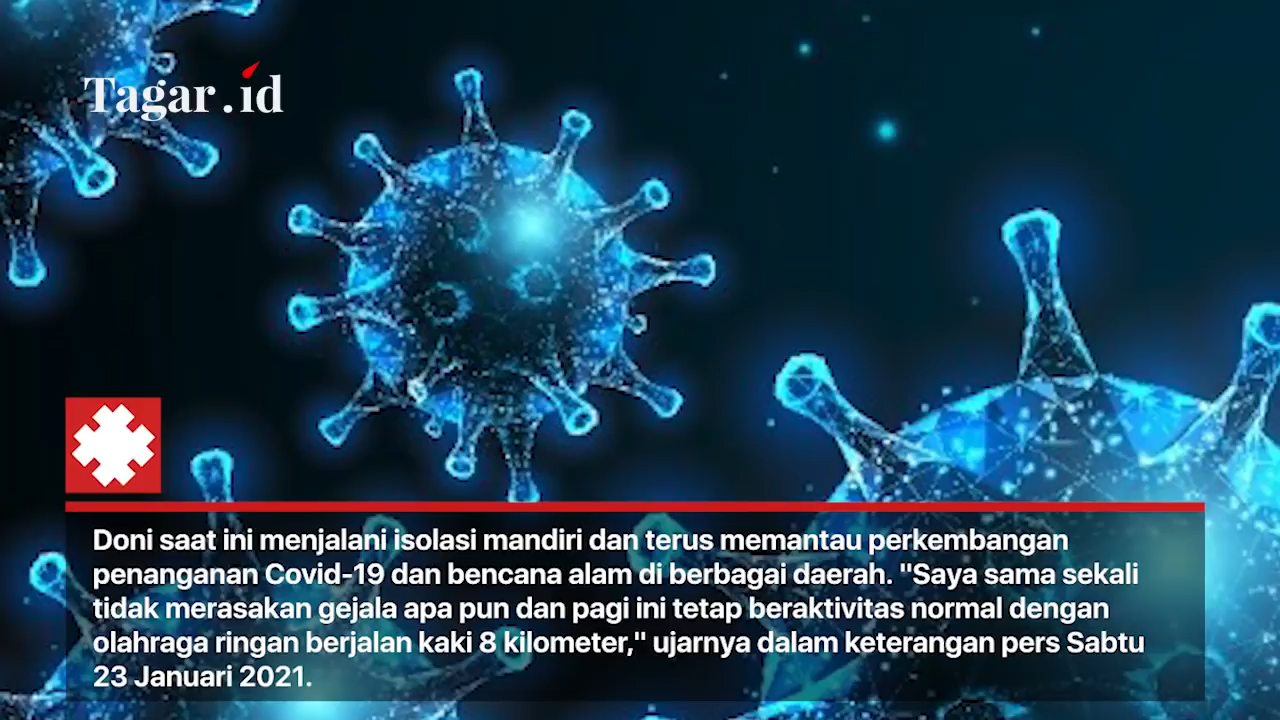 Tagar.id
Doni saat ini menjalani isolasi mandiri dan terus memantau perkembangan
penanganan Covid-19 dan bencana alam di berbagai daerah. "Saya sama sekali
tidak merasakan gejala apa pun dan pagi ini tetap beraktivitas normal dengan
olahraga ringan berjalan kaki 8 kilometer," ujarnya dalam keterangan pers Sabtu
23 Januari 2021.